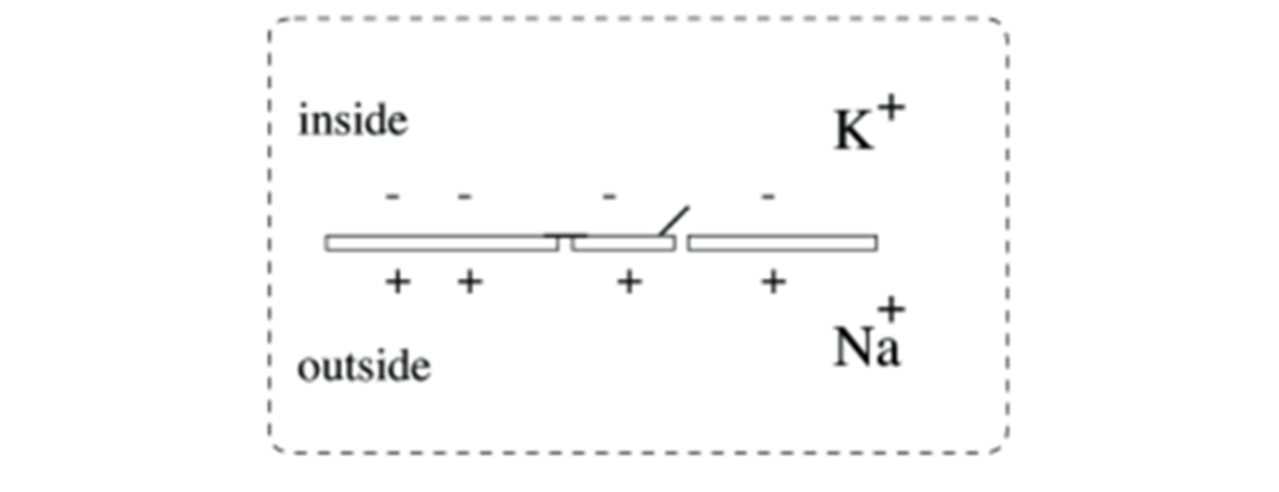 inside
K⁺
- - - -
+ + + +
Na⁺
outside